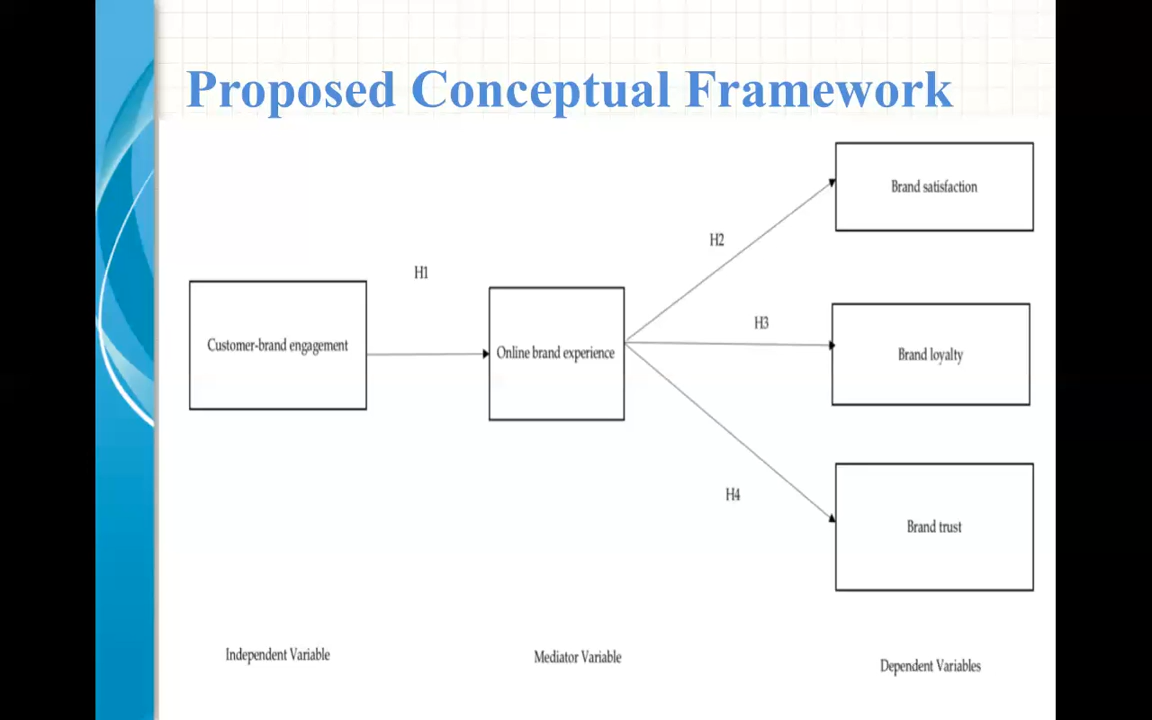 Proposed Conceptual Framework
Brand satisfaction
H2
H1
H3
Customer-brand engagement
Online brand experience
Brand loyalty
H4
Brand trust
Independent Variable
Mediator Variable
Dependent Variables